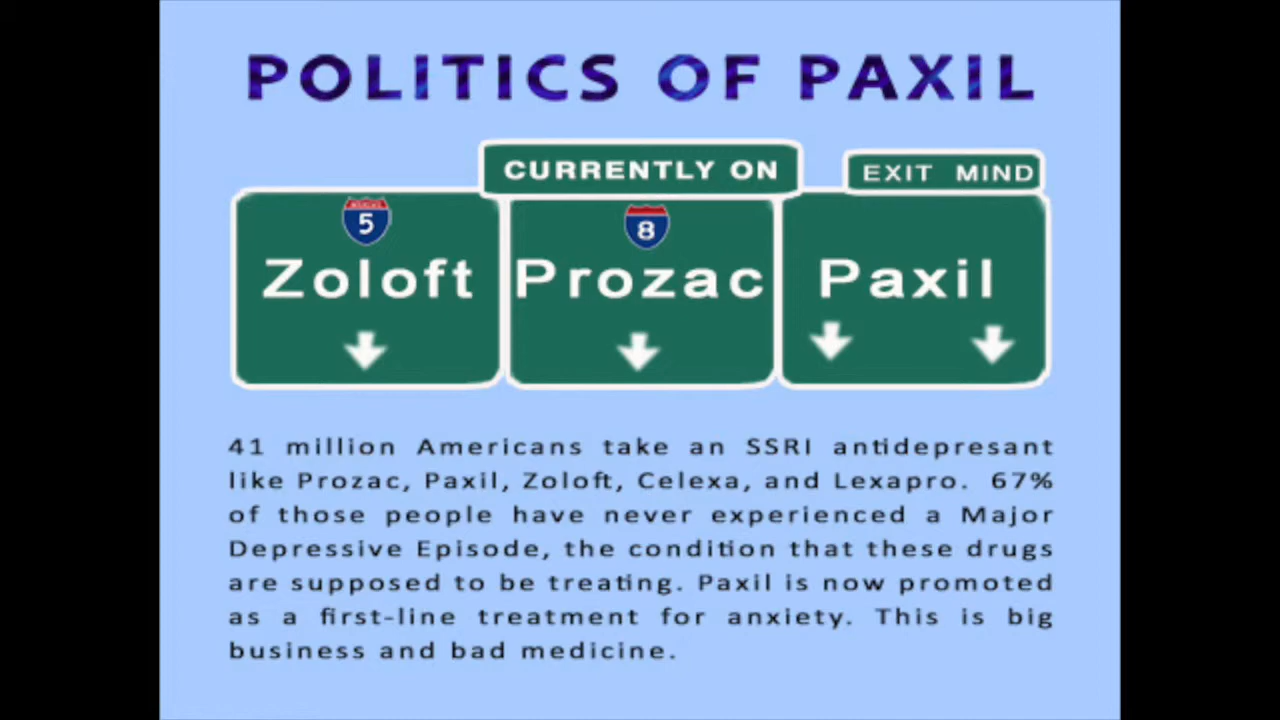 POLITICS OF PAXIL
CURRENTLY ON
EXIT MIND
5
8
Zoloft
Prozac
Paxil
41 million Americans take an SSRI antidepresant
like Prozac, Paxil, Zoloft, Celexa, and Lexapro. 67%
of those people have never experienced a Major
Depressive Episode, the condition that these drugs
are supposed to be treating. Paxil is now promoted
as a first-line treatment for anxiety. This is big
business and bad medicine.